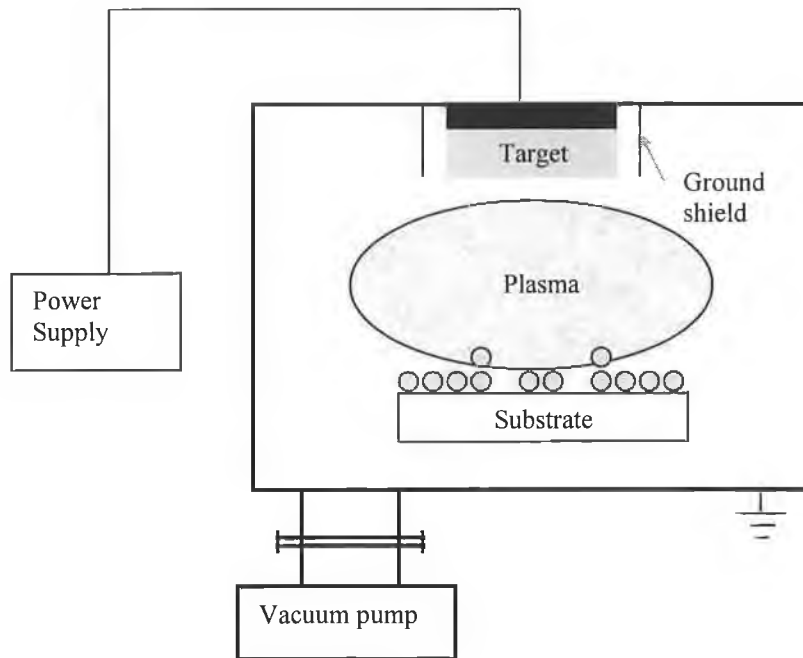 Target
Ground
shield
Plasma
Power
Supply
Substrate
Vacuum pump